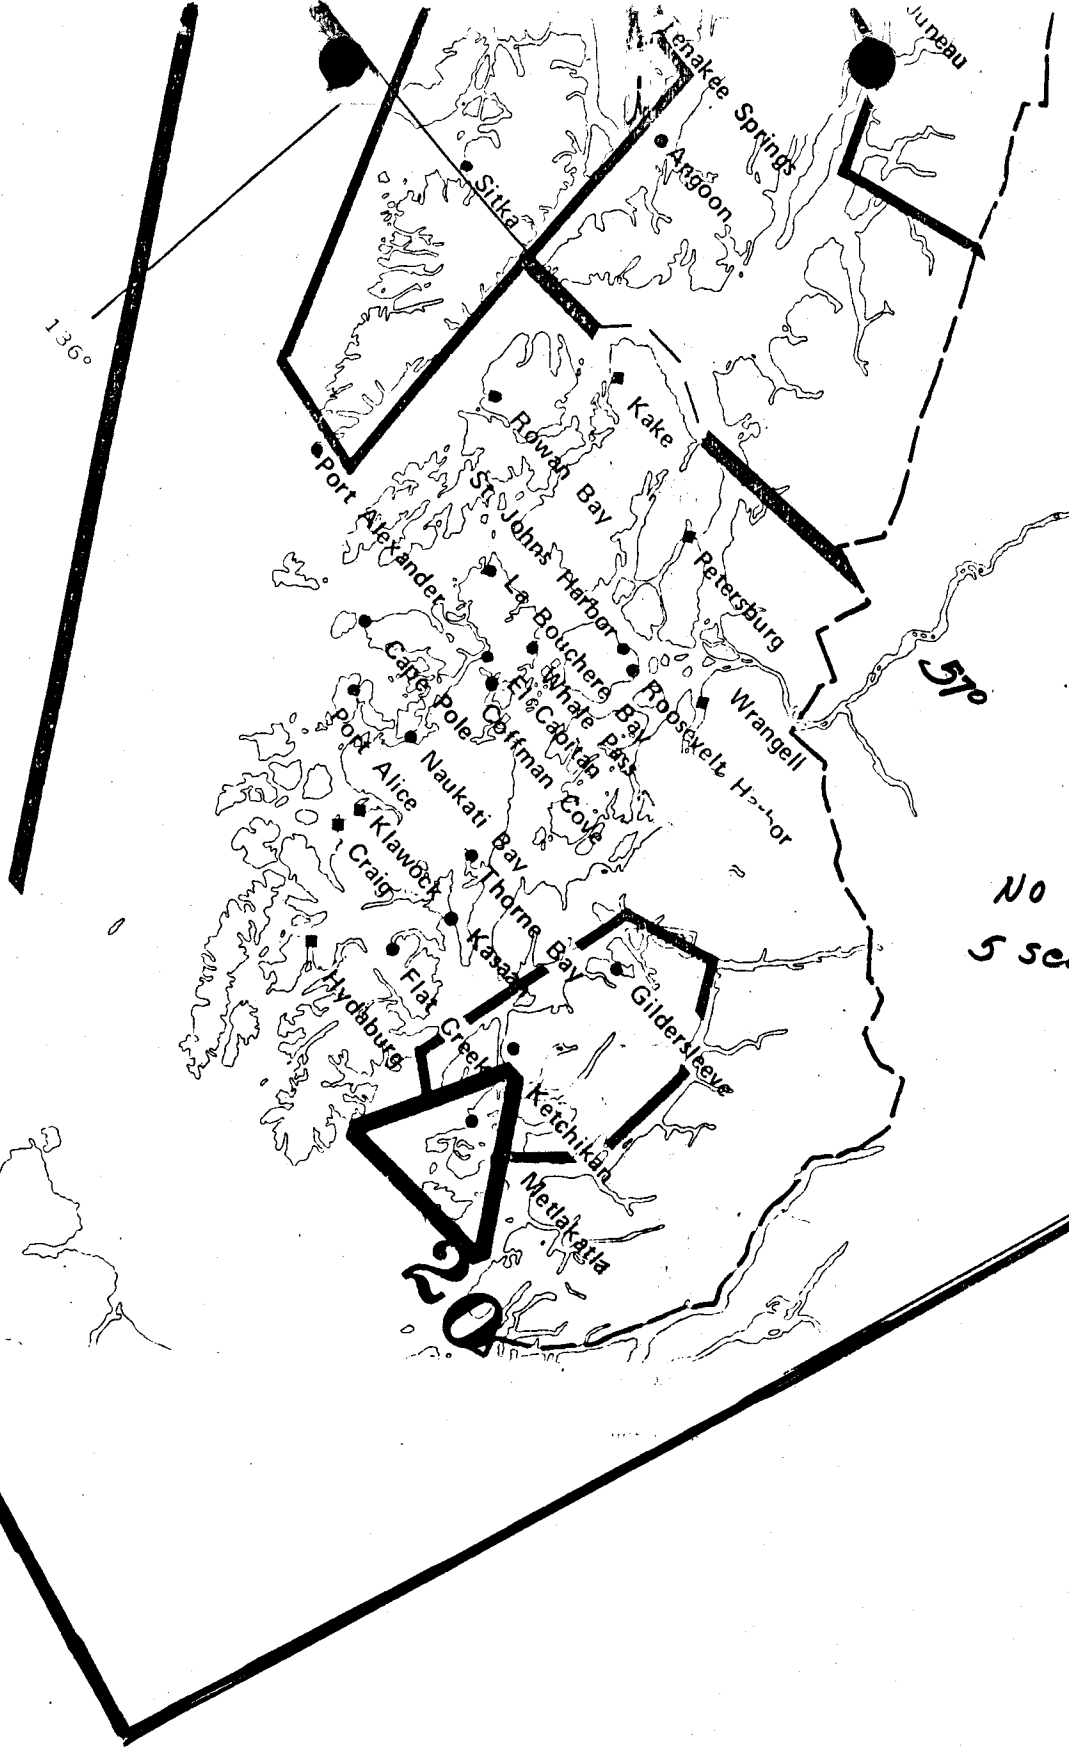 Juneau
Tenakee Springs
Angoon
Sitka
136°
Kake
Rowan Bay
Port Alexander
St. Johns Harbor
Petersburg
La Bouchere Bay
Cape Pole
El Capitan
Whale Pass
Roosevelt Harbor
Wrangell
570
Port Alice
Coffman Cove
Naukati Bay
Klawock
Craig
Thorne Bay
NO
Kasaan
Flat Creek
Hydaburg
Gildersleeve
Ketchikan
Metlakatla
20